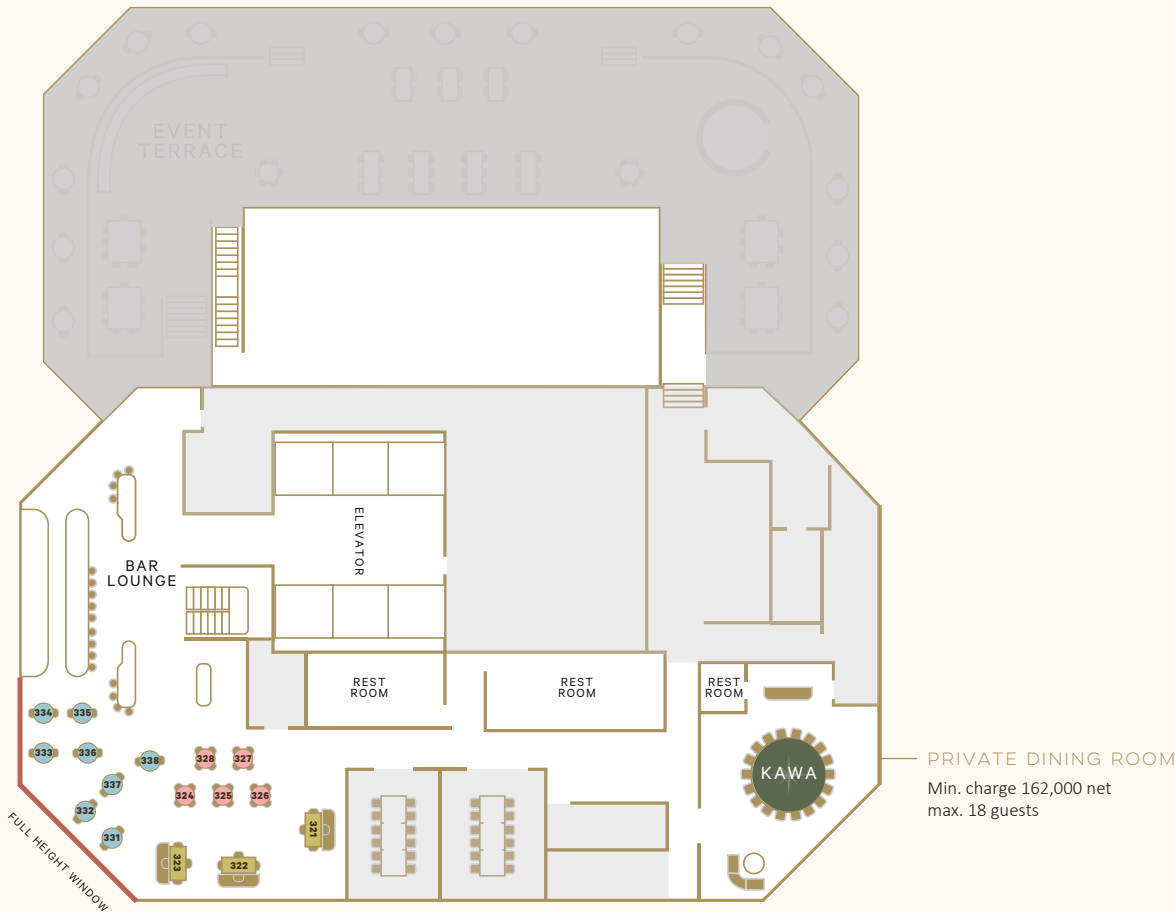 EVENT
TERRACE
ELEVATOR
BAR
LOUNGE
REST
ROOM
REST
ROOM
REST
ROOM
334
335
333
336
338
337
332
331
328
327
324
325
326
321
323
322
KAWA
PRIVATE DINING ROOM
Min. charge 162,000 net
max. 18 guests
FULL HEIGHT WINDOW